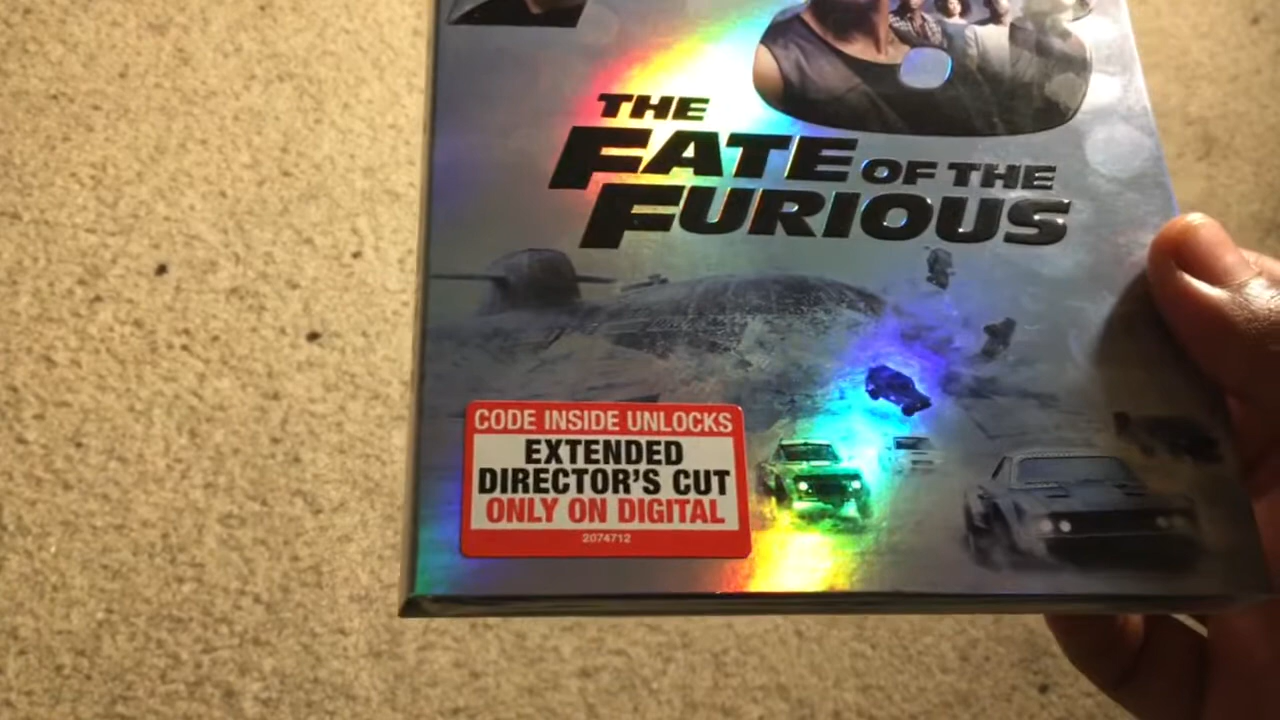 THE
FATE OF THE
FURIOUS
CODE INSIDE UNLOCKS
EXTENDED
DIRECTOR'S CUT
ONLY ON DIGITAL
2074712